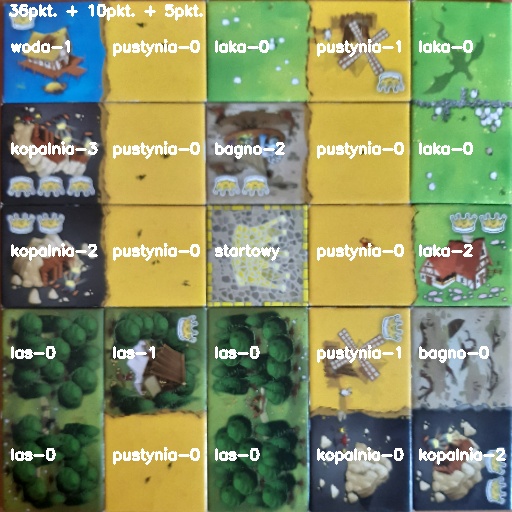 36pkt. + 10pkt. + 5pkt.
woda-1 pustynia-0 laka-0 pustynia-1 laka-0
kopalnia-3 pustynia-0 bagno-2 pustynia-0 laka-0
kopalnia-2 pustynia-0 startowy pustynia-0 laka-2
las-0 las-1 las-0 pustynia-1 bagno-0
las-0 pustynia-0 las-0 kopalnia-0 kopalnia-2